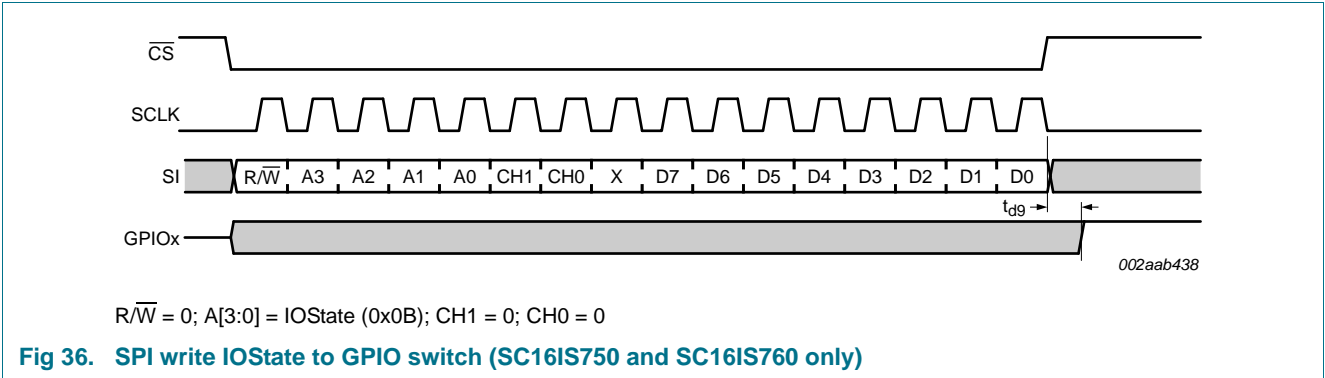 C̅S̅
SCLK
SI R/W̅ A3 A2 A1 A0 CH1 CH0 X D7 D6 D5 D4 D3 D2 D1 D0
td9
GPIOx
002aab438
R/W̅ = 0; A[3:0] = IOState (0x0B); CH1 = 0; CH0 = 0
Fig 36. SPI write IOState to GPIO switch (SC16IS750 and SC16IS760 only)